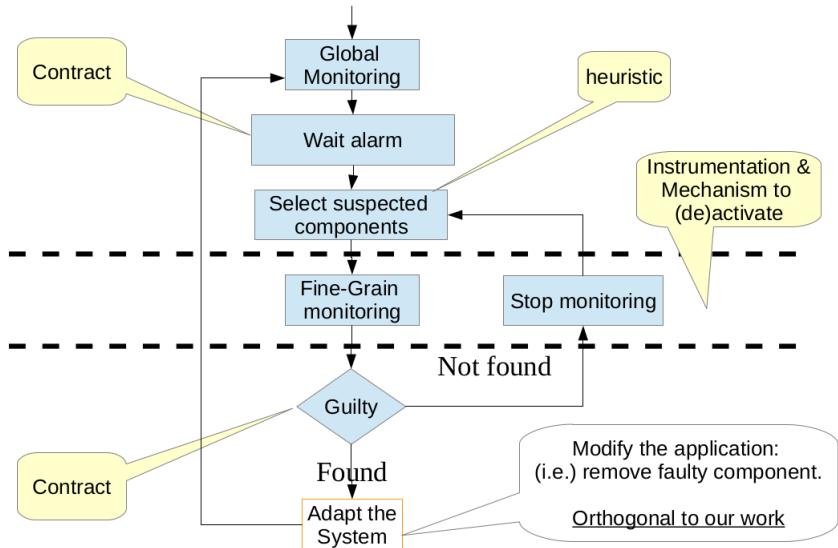 Global
Monitoring
Contract
heuristic
Wait alarm
Instrumentation &
Mechanism to
(de)activate
Select suspected
components
Fine-Grain
monitoring
Stop monitoring
Not found
Guilty
Modify the application:
(i.e.) remove faulty component.
Orthogonal to our work
Found
Contract
Adapt the
System